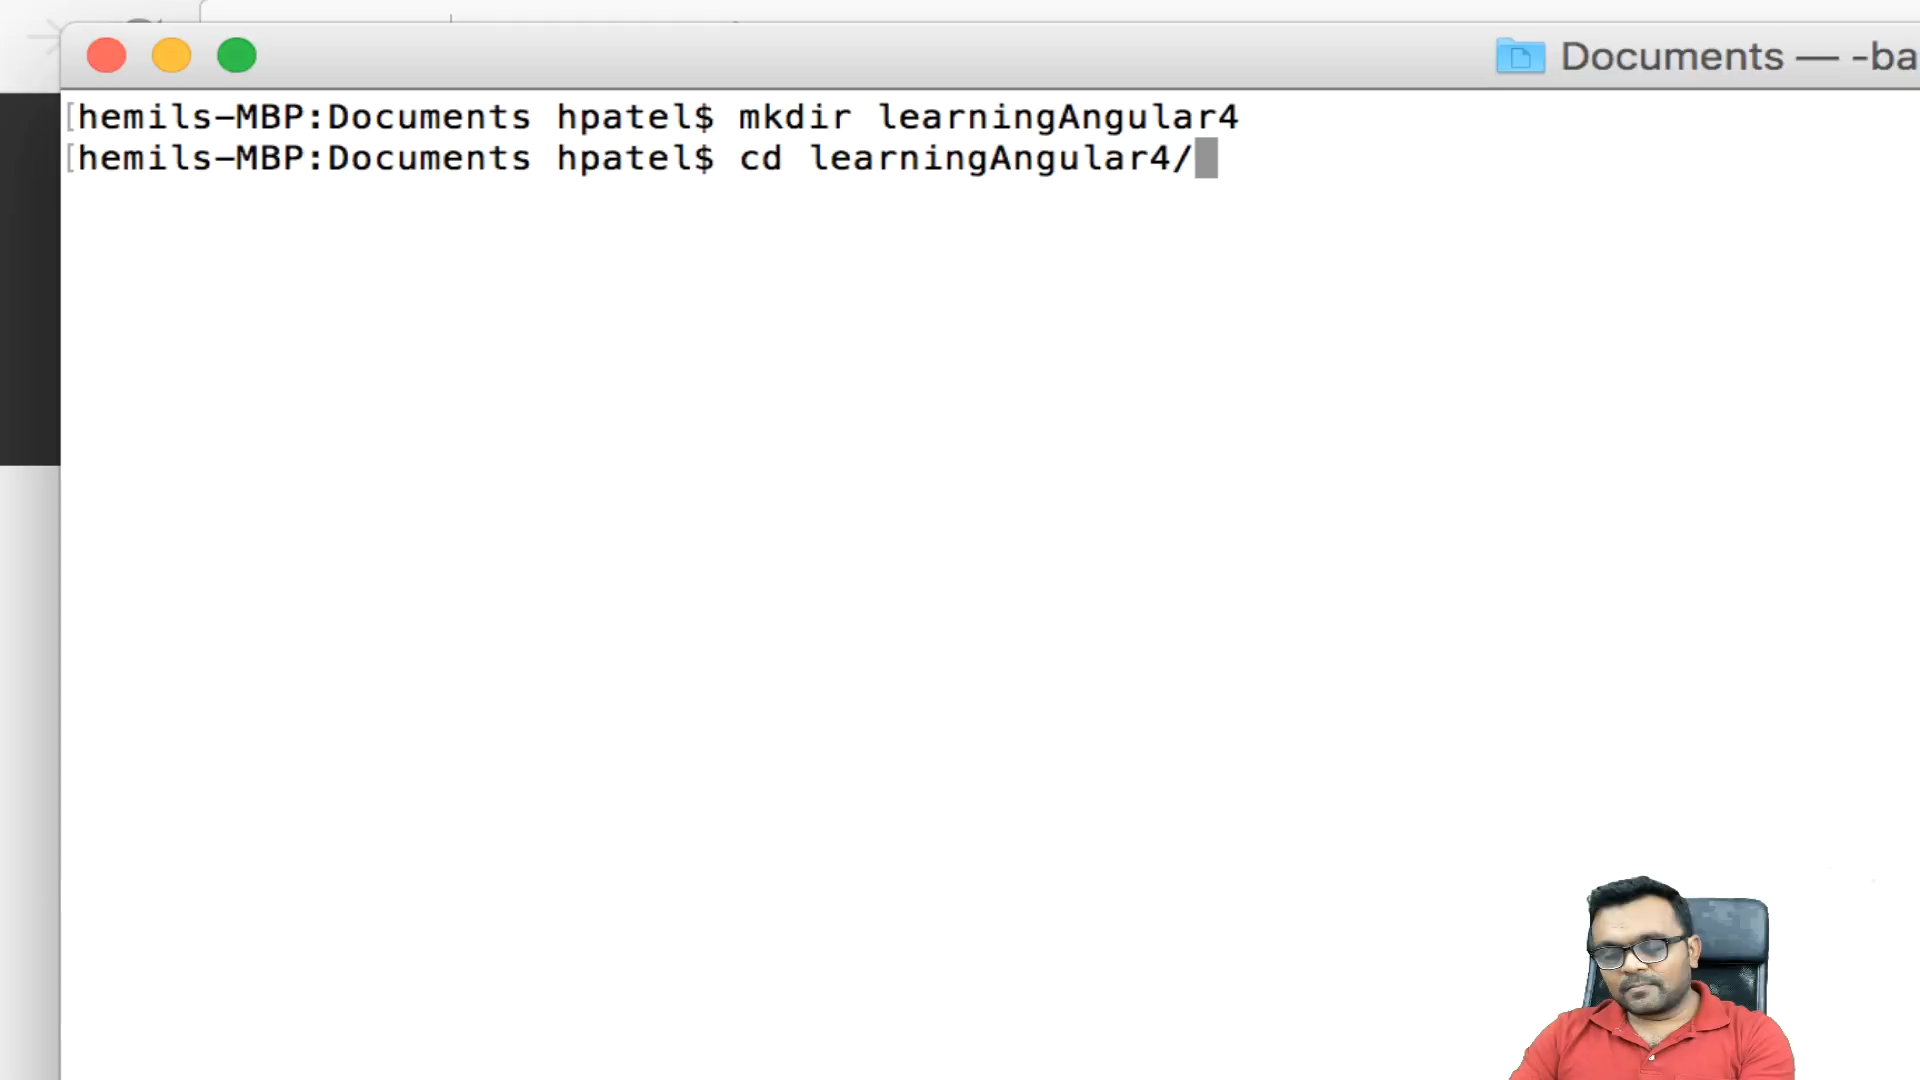 Documents — -ba
[hemils-MBP:Documents hpatel$ mkdir learningAngular4
[hemils-MBP:Documents hpatel$ cd learningAngular4/